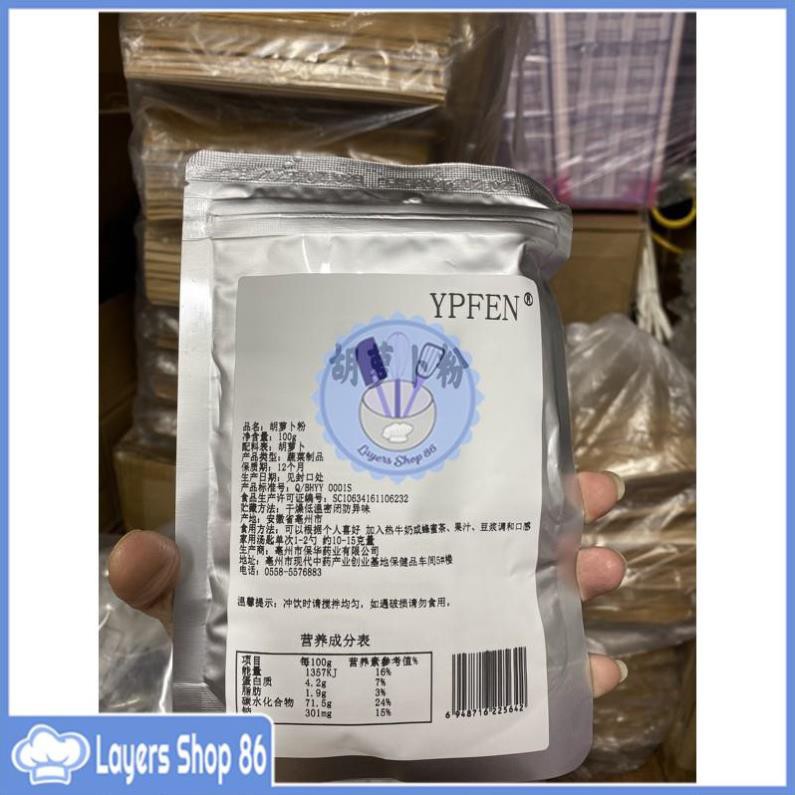 YPFEN®
胡萝卜粉
Layers Shop 86
品名：胡萝卜粉
净含量：100g
配料表：胡萝卜
产品类型：蔬菜制品
保质期：12个月
生产日期：见封口处
产品标准号：Q/BHYY 0001S
食品生产许可证编号：SC10634161106232
贮藏方法：干燥低温密闭防异味
产地：安徽省亳州市
食用方法：可以根据个人喜好 加入热牛奶或蜂蜜茶、果汁、豆浆调和口感
家用汤匙单次1-2勺 约10-15克量
生产商：亳州市保华药业有限公司
地址：亳州市现代中药产业创业基地保健品车间5#楼
电话：0558-5576883
温馨提示：冲饮时请搅拌均匀，如遇破损请勿食用。
营养成分表
项目 每100g 营养素参考值%
能量 1357KJ 16%
蛋白质 4.2g 7%
脂肪 1.9g 3%
碳水化合物 71.5g 24%
钠 301mg 15%
6 948716 225642
Layers Shop 86